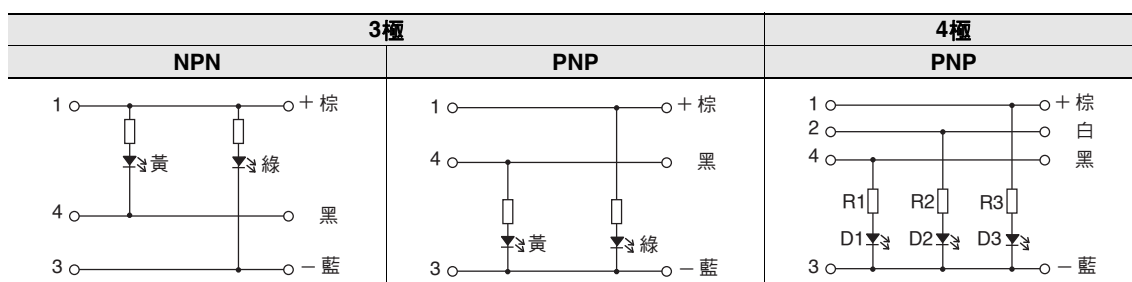 3極 4極
NPN PNP PNP
1 +棕
黃 綠
4 黑
3 −藍
1 +棕
4 黑
黃 綠
3 −藍
1 +棕
2 白
4 黑
R1 R2 R3
D1 D2 D3
3 −藍